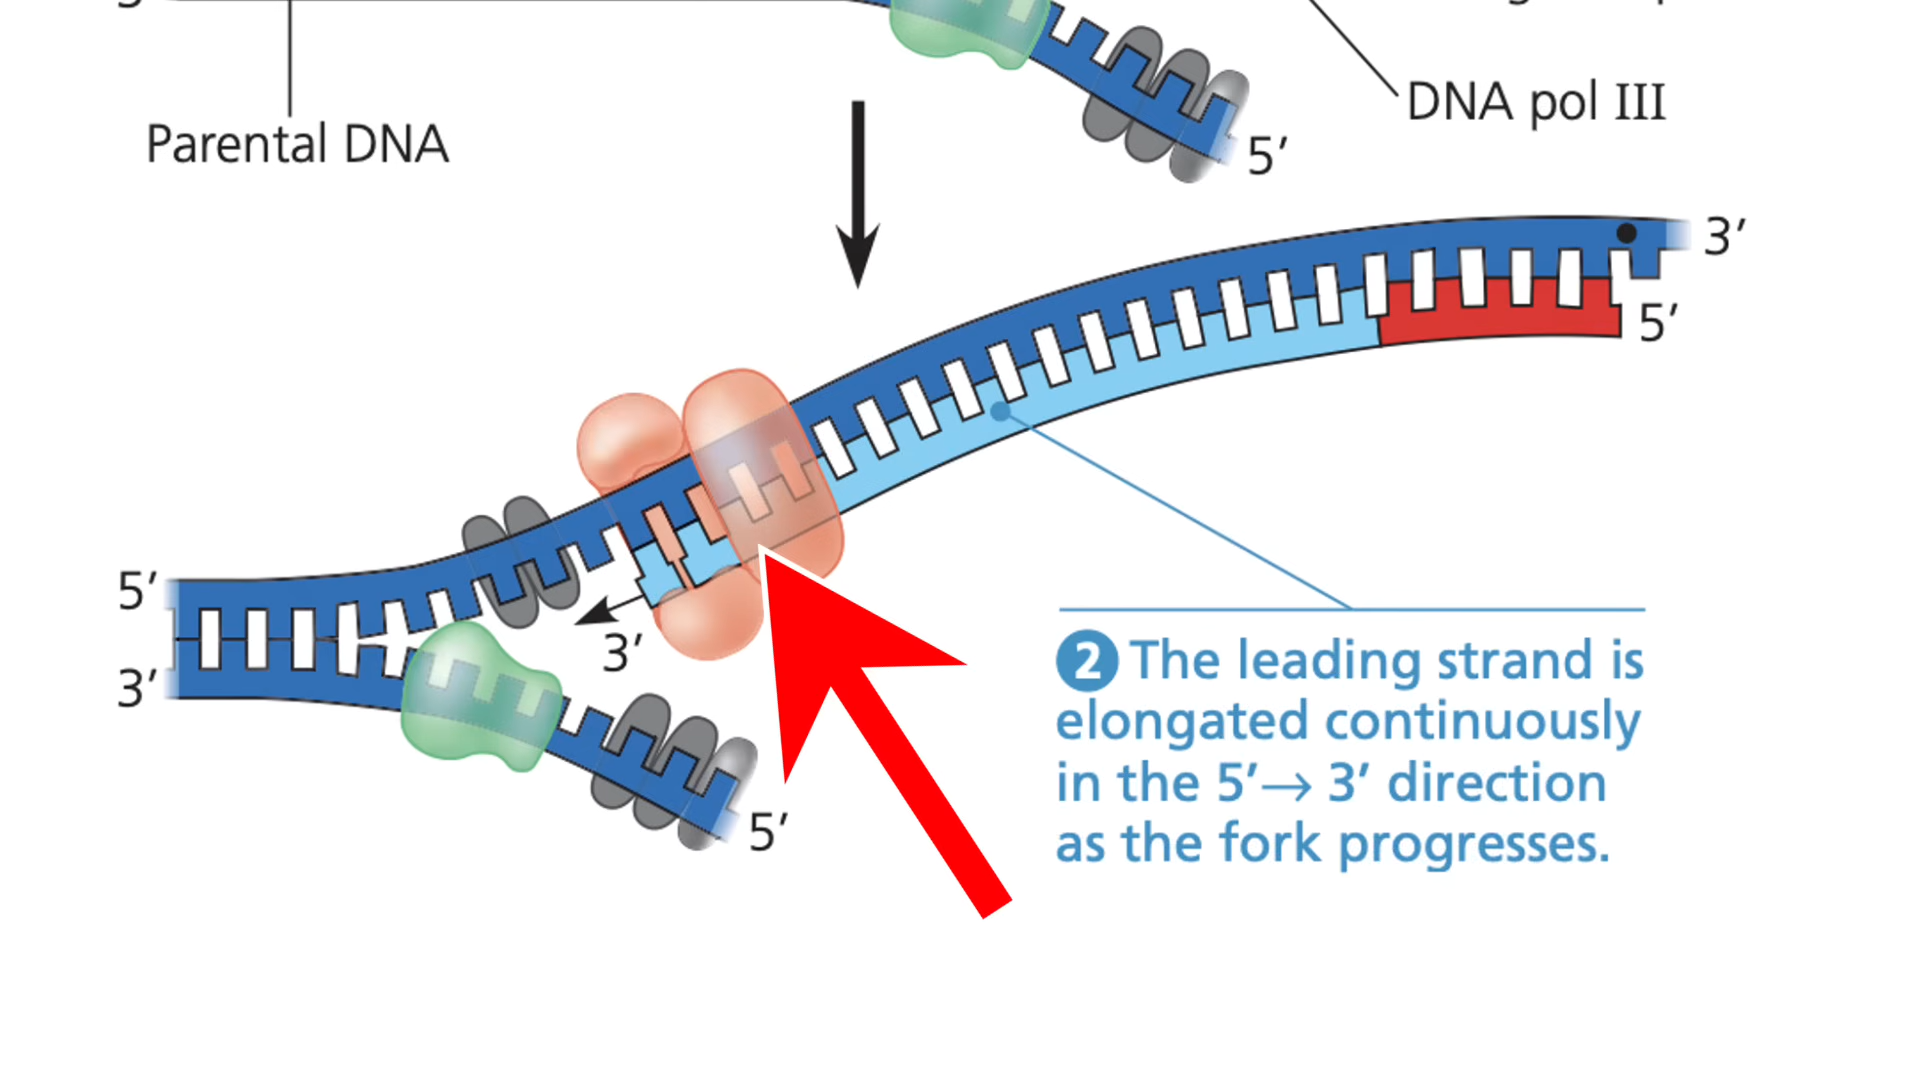 DNA pol III
Parental DNA
5′
3′
5′
5′
3′
3′
5′
2 The leading strand is
elongated continuously
in the 5′→ 3′ direction
as the fork progresses.